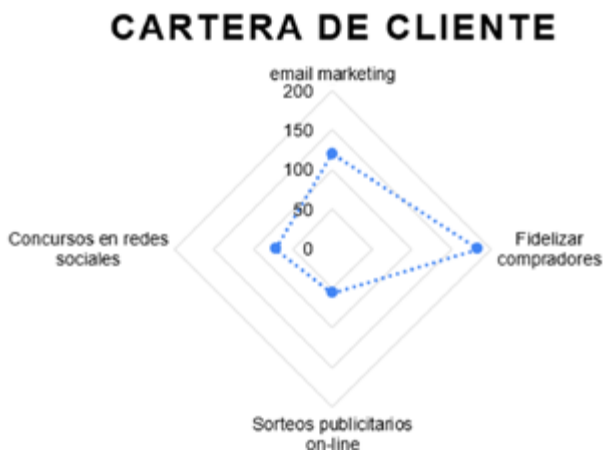 CARTERA DE CLIENTE
email marketing
200
150
100
50
0
Concursos en redes
sociales
Fidelizar
compradores
Sorteos publicitarios
on-line